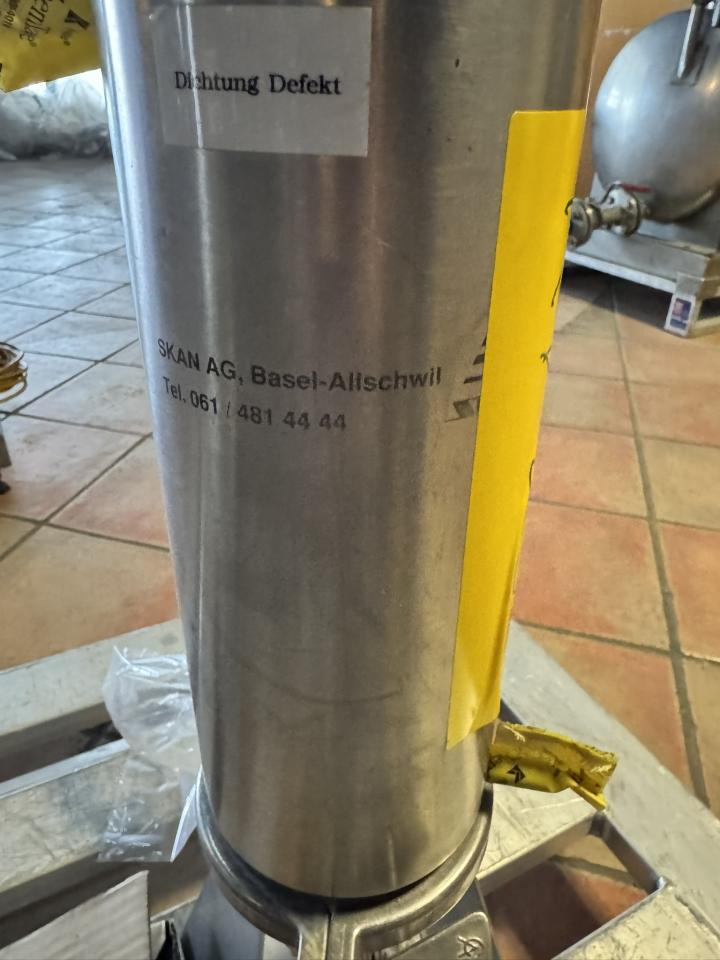 Dichtung Defekt
SKAN AG, Basel-Allschwil
Tel. 061 / 481 44 44